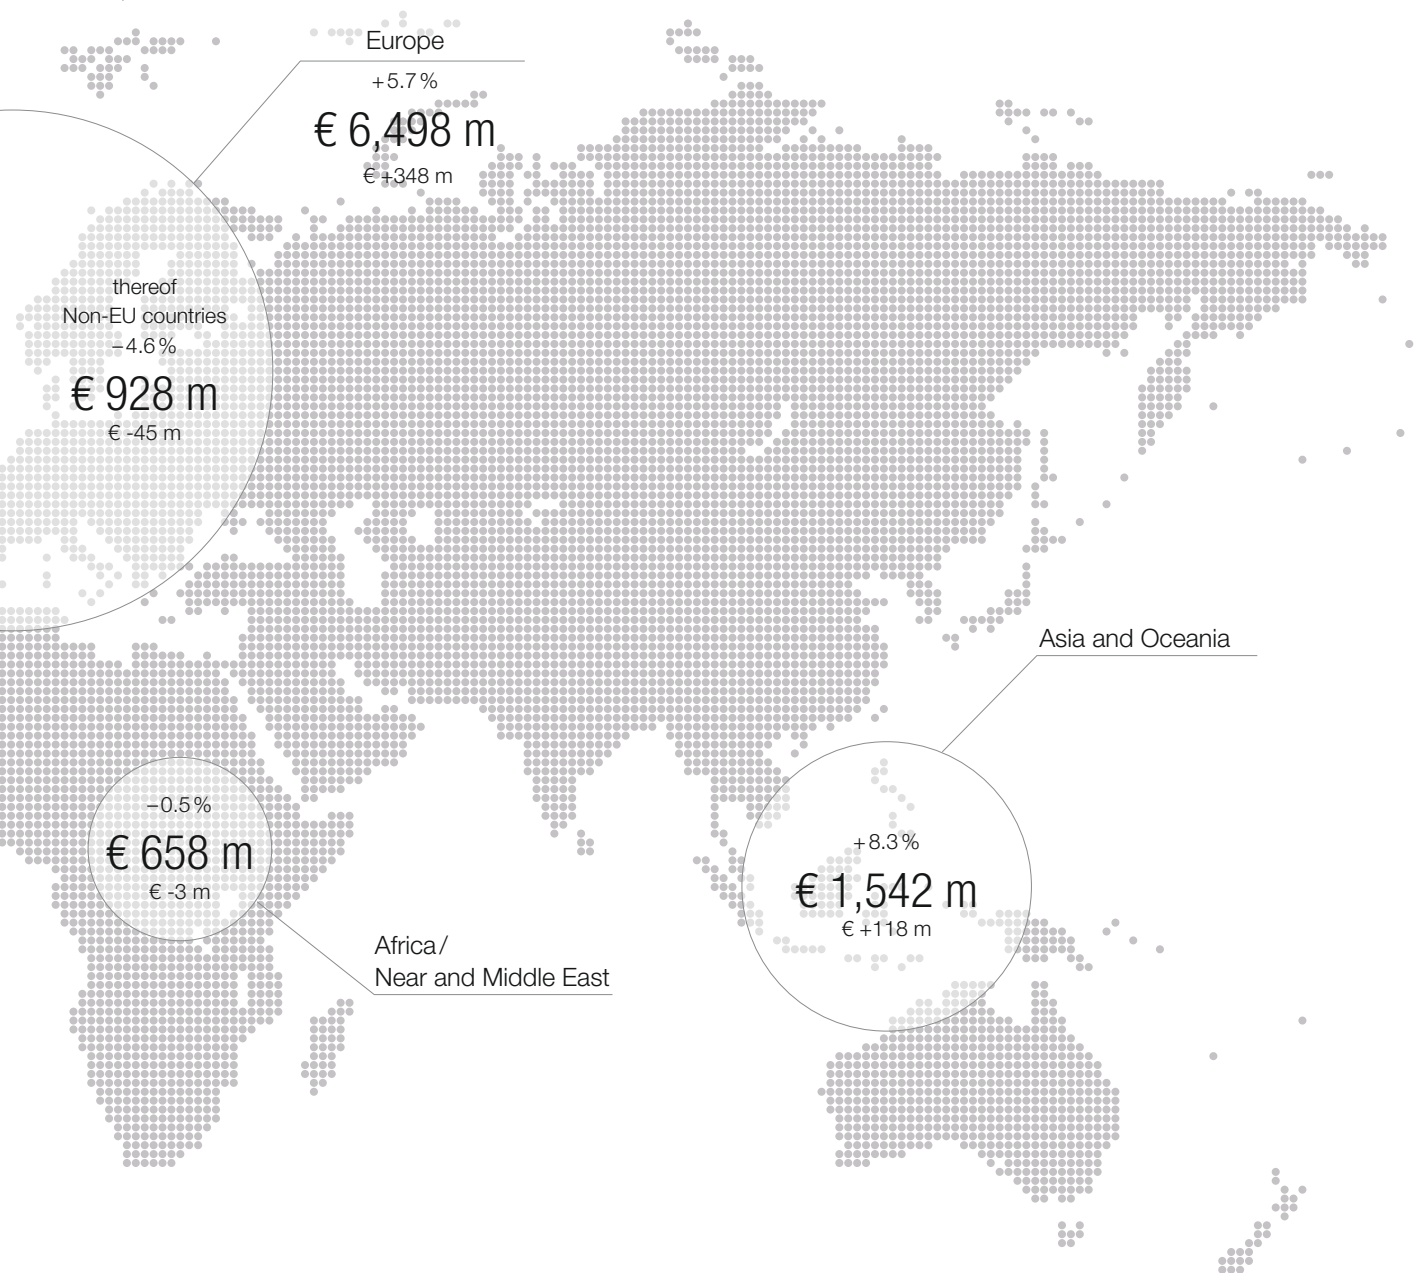 Europe
+5.7%
€ 6,498 m
€ +348 m
thereof
Non-EU countries
–4.6%
€ 928 m
€ -45 m
Asia and Oceania
–0.5%
€ 658 m
€ -3 m
+8.3%
€ 1,542 m
€ +118 m
Africa/
Near and Middle East